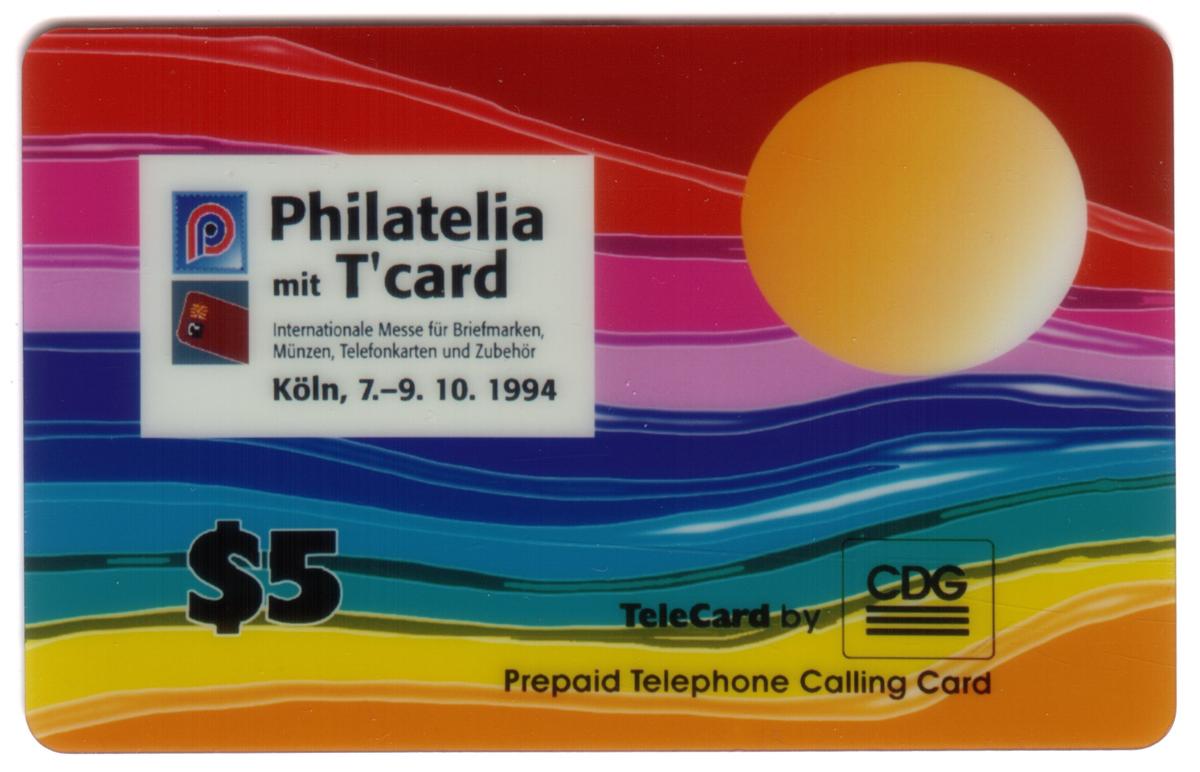 Philatelia
mit T'card
Internationale Messe für Briefmarken,
Münzen, Telefonkarten und Zubehör
Köln, 7.–9. 10. 1994
$5
TeleCard by
CDG
Prepaid Telephone Calling Card